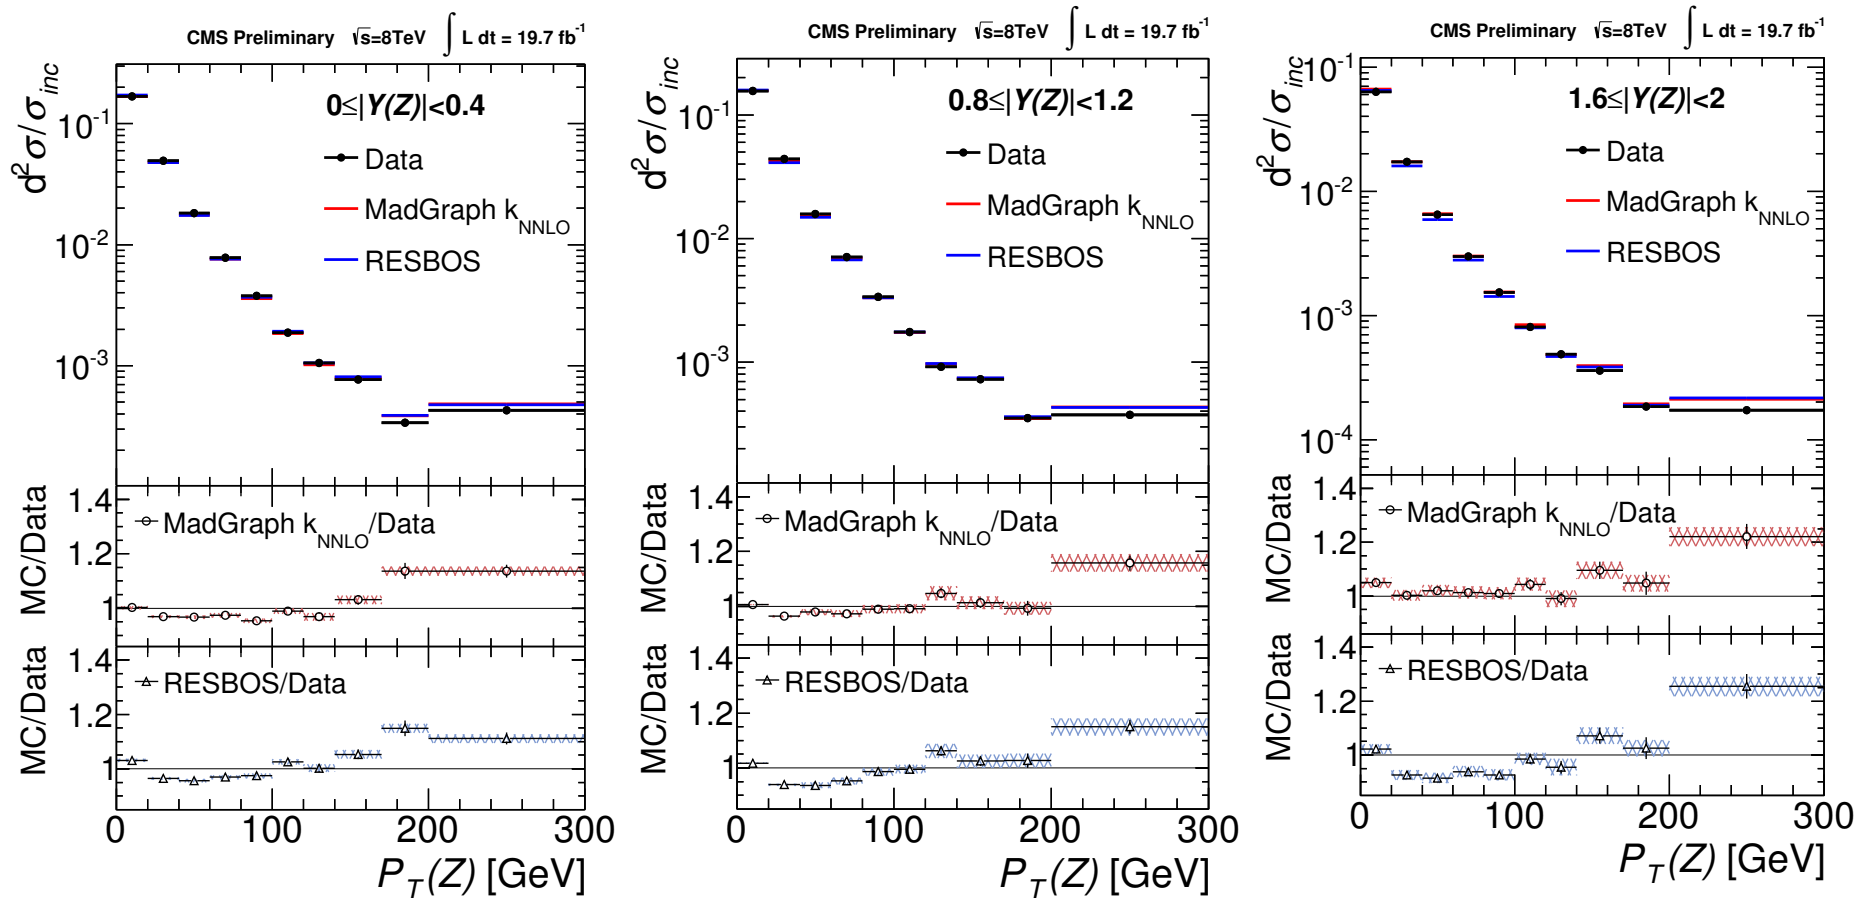 CMS Preliminary √s=8TeV ∫ L dt = 19.7 fb⁻¹
d²σ/σ_inc
0≤|Y(Z)|<0.4
Data
MadGraph k_NNLO
RESBOS
10⁻¹
10⁻²
10⁻³
MC/Data
1.4
1.2
1
MadGraph k_NNLO/Data
MC/Data
1.4
1.2
1
RESBOS/Data
0 100 200 300
P_T(Z) [GeV]
CMS Preliminary √s=8TeV ∫ L dt = 19.7 fb⁻¹
d²σ/σ_inc
0.8≤|Y(Z)|<1.2
Data
MadGraph k_NNLO
RESBOS
10⁻¹
10⁻²
10⁻³
MC/Data
1.4
1.2
1
MadGraph k_NNLO/Data
MC/Data
1.4
1.2
1
RESBOS/Data
0 100 200 300
P_T(Z) [GeV]
CMS Preliminary √s=8TeV ∫ L dt = 19.7 fb⁻¹
d²σ/σ_inc
1.6≤|Y(Z)|<2
Data
MadGraph k_NNLO
RESBOS
10⁻¹
10⁻²
10⁻³
10⁻⁴
MC/Data
1.4
1.2
1
MadGraph k_NNLO/Data
MC/Data
1.4
1.2
1
RESBOS/Data
0 100 200 300
P_T(Z) [GeV]